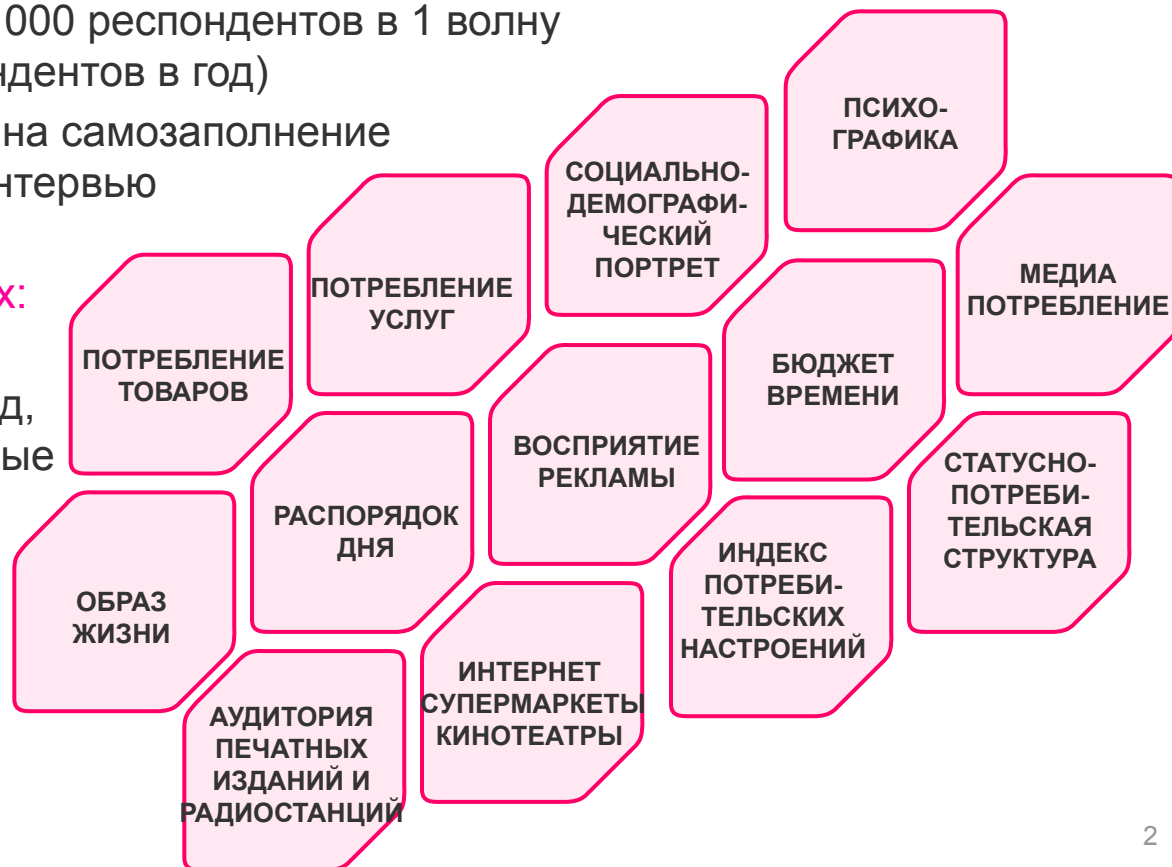 000 респондентов в 1 волну
ндентов в год)
на самозаполнение
нтервью
х:
д,
ые
ПСИХО-
ГРАФИКА
СОЦИАЛЬНО-
ДЕМОГРАФИ-
ЧЕСКИЙ
ПОРТРЕТ
ПОТРЕБЛЕНИЕ
УСЛУГ
МЕДИА
ПОТРЕБЛЕНИЕ
ПОТРЕБЛЕНИЕ
ТОВАРОВ
БЮДЖЕТ
ВРЕМЕНИ
ВОСПРИЯТИЕ
РЕКЛАМЫ
СТАТУСНО-
ПОТРЕБИ-
ТЕЛЬСКАЯ
СТРУКТУРА
РАСПОРЯДОК
ДНЯ
ИНДЕКС
ПОТРЕБИ-
ТЕЛЬСКИХ
НАСТРОЕНИЙ
ОБРАЗ
ЖИЗНИ
ИНТЕРНЕТ
СУПЕРМАРКЕТЫ
КИНОТЕАТРЫ
АУДИТОРИЯ
ПЕЧАТНЫХ
ИЗДАНИЙ И
РАДИОСТАНЦИЙ
2